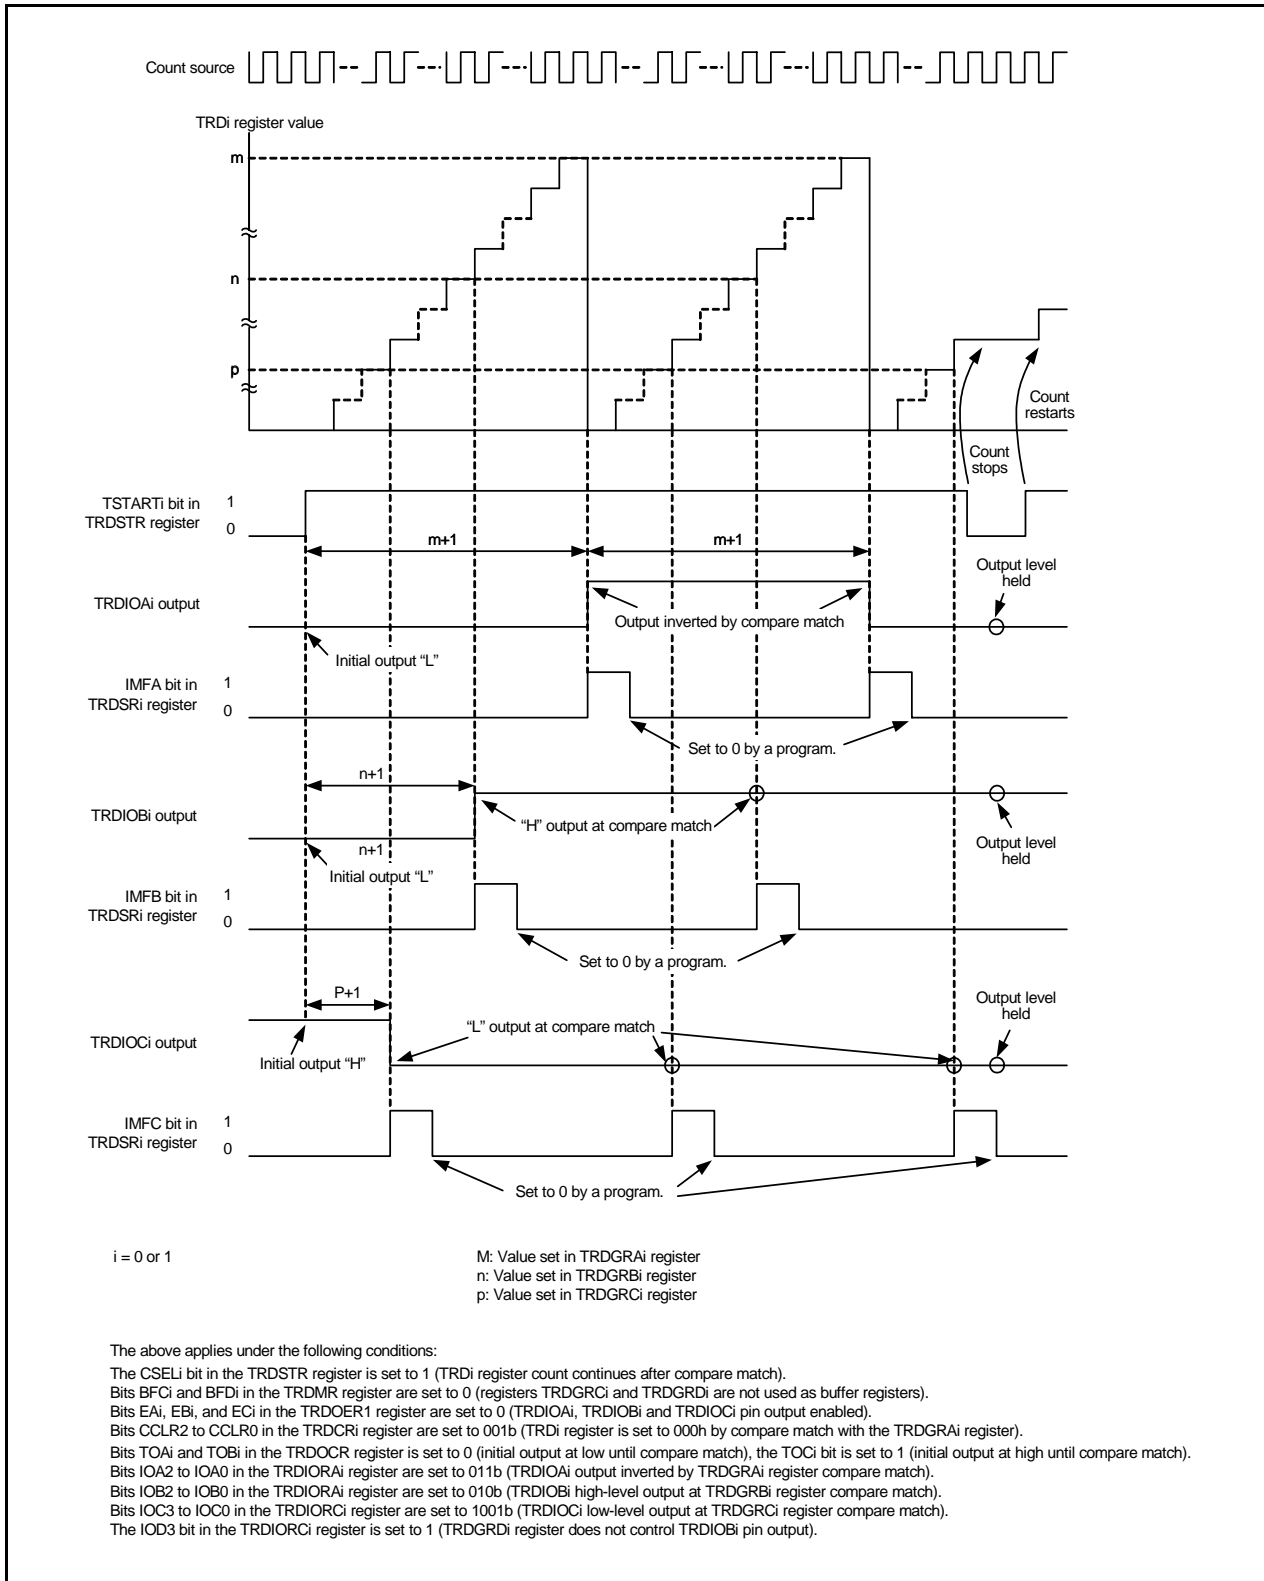 Count source
TRDi register value
m
n
p
Count
restarts
Count
stops
TSTARTi bit in
TRDSTR register
1
0
m+1
m+1
Output level
held
TRDIOAi output
Output inverted by compare match
Initial output “L”
IMFA bit in
TRDSRi register
1
0
Set to 0 by a program.
n+1
TRDIOBi output
“H” output at compare match
n+1
Output level
held
Initial output “L”
IMFB bit in
TRDSRi register
1
0
Set to 0 by a program.
P+1
Output level
held
“L” output at compare match
TRDIOCi output
Initial output “H”
IMFC bit in
TRDSRi register
1
0
Set to 0 by a program.
i = 0 or 1
M: Value set in TRDGRAi register
n: Value set in TRDGRBi register
p: Value set in TRDGRCi register
The above applies under the following conditions:
The CSELi bit in the TRDSTR register is set to 1 (TRDi register count continues after compare match).
Bits BFCi and BFDi in the TRDMR register are set to 0 (registers TRDGRCi and TRDGRDi are not used as buffer registers).
Bits EAi, EBi, and ECi in the TRDOER1 register are set to 0 (TRDIOAi, TRDIOBi and TRDIOCi pin output enabled).
Bits CCLR2 to CCLR0 in the TRDCRi register are set to 001b (TRDi register is set to 000h by compare match with the TRDGRAi register).
Bits TOAi and TOBi in the TRDOCR register is set to 0 (initial output at low until compare match), the TOCi bit is set to 1 (initial output at high until compare match).
Bits IOA2 to IOA0 in the TRDIORAi register are set to 011b (TRDIOAi output inverted by TRDGRAi register compare match).
Bits IOB2 to IOB0 in the TRDIORAi register are set to 010b (TRDIOBi high-level output at TRDGRBi register compare match).
Bits IOC3 to IOC0 in the TRDIORCi register are set to 1001b (TRDIOCi low-level output at TRDGRCi register compare match).
The IOD3 bit in the TRDIORCi register is set to 1 (TRDGRDi register does not control TRDIOBi pin output).